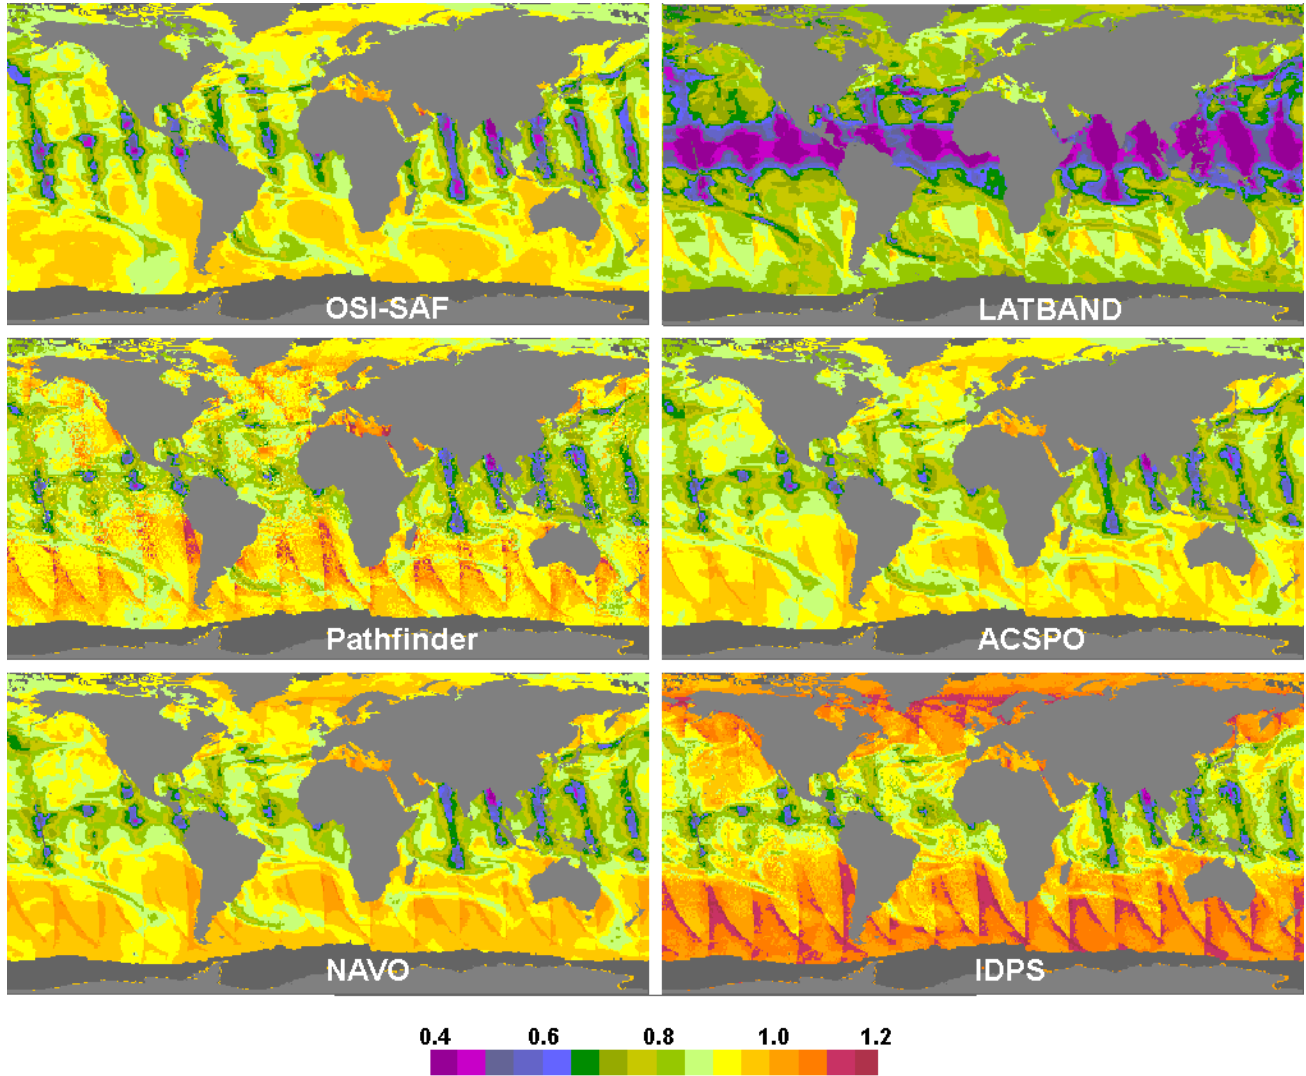 OSI-SAF
LATBAND
Pathfinder
ACSPO
NAVO
IDPS
0.4 0.6 0.8 1.0 1.2